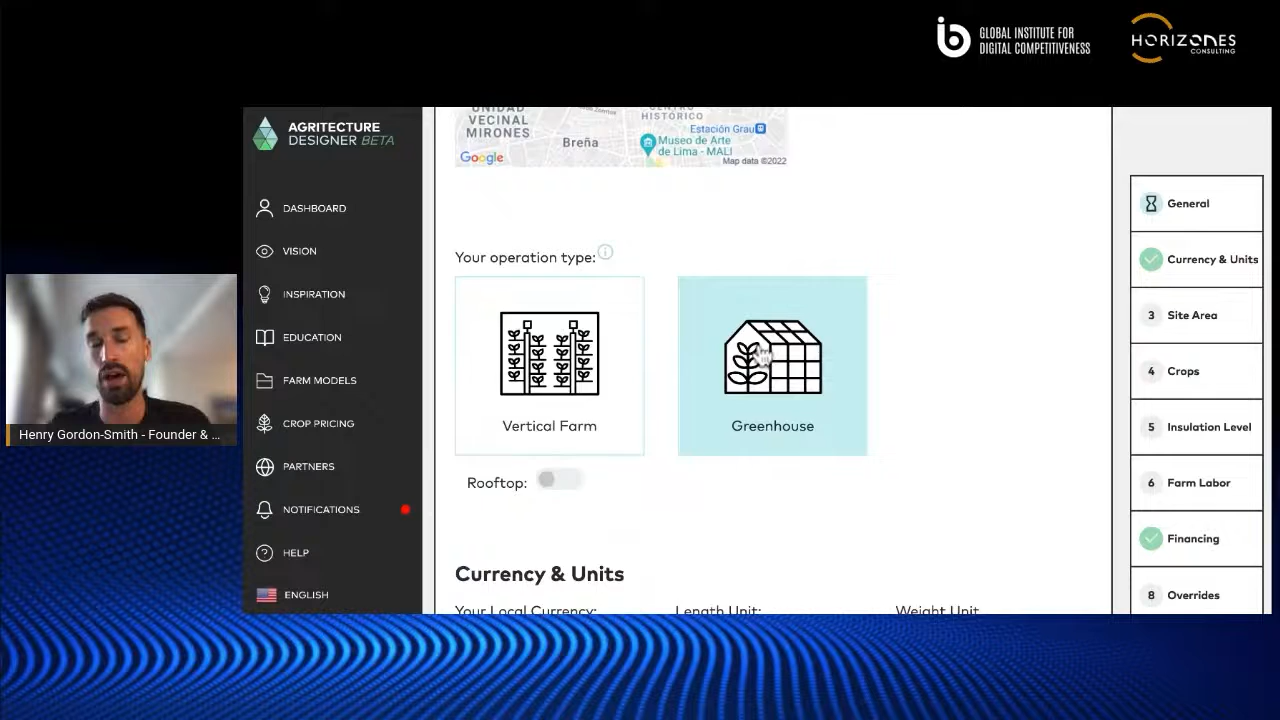 GLOBAL INSTITUTE FOR
DIGITAL COMPETITIVENESS
HORIZONES
CONSULTING
AGRITECTURE
DESIGNER BETA
DASHBOARD
VISION
INSPIRATION
EDUCATION
FARM MODELS
CROP PRICING
PARTNERS
NOTIFICATIONS
HELP
ENGLISH
UNIDAD
VECINAL
MIRONES
Breña
CENTRO
HISTÓRICO
Estación Grau
Museo de Arte
de Lima - MALI
Google
Map data ©2022
Your operation type:
Vertical Farm
Greenhouse
Rooftop:
Currency & Units
Your Local Currency:
Length Unit:
Weight Unit
General
Currency & Units
3 Site Area
4 Crops
5 Insulation Level
6 Farm Labor
Financing
8 Overrides
Henry Gordon-Smith - Founder & ...